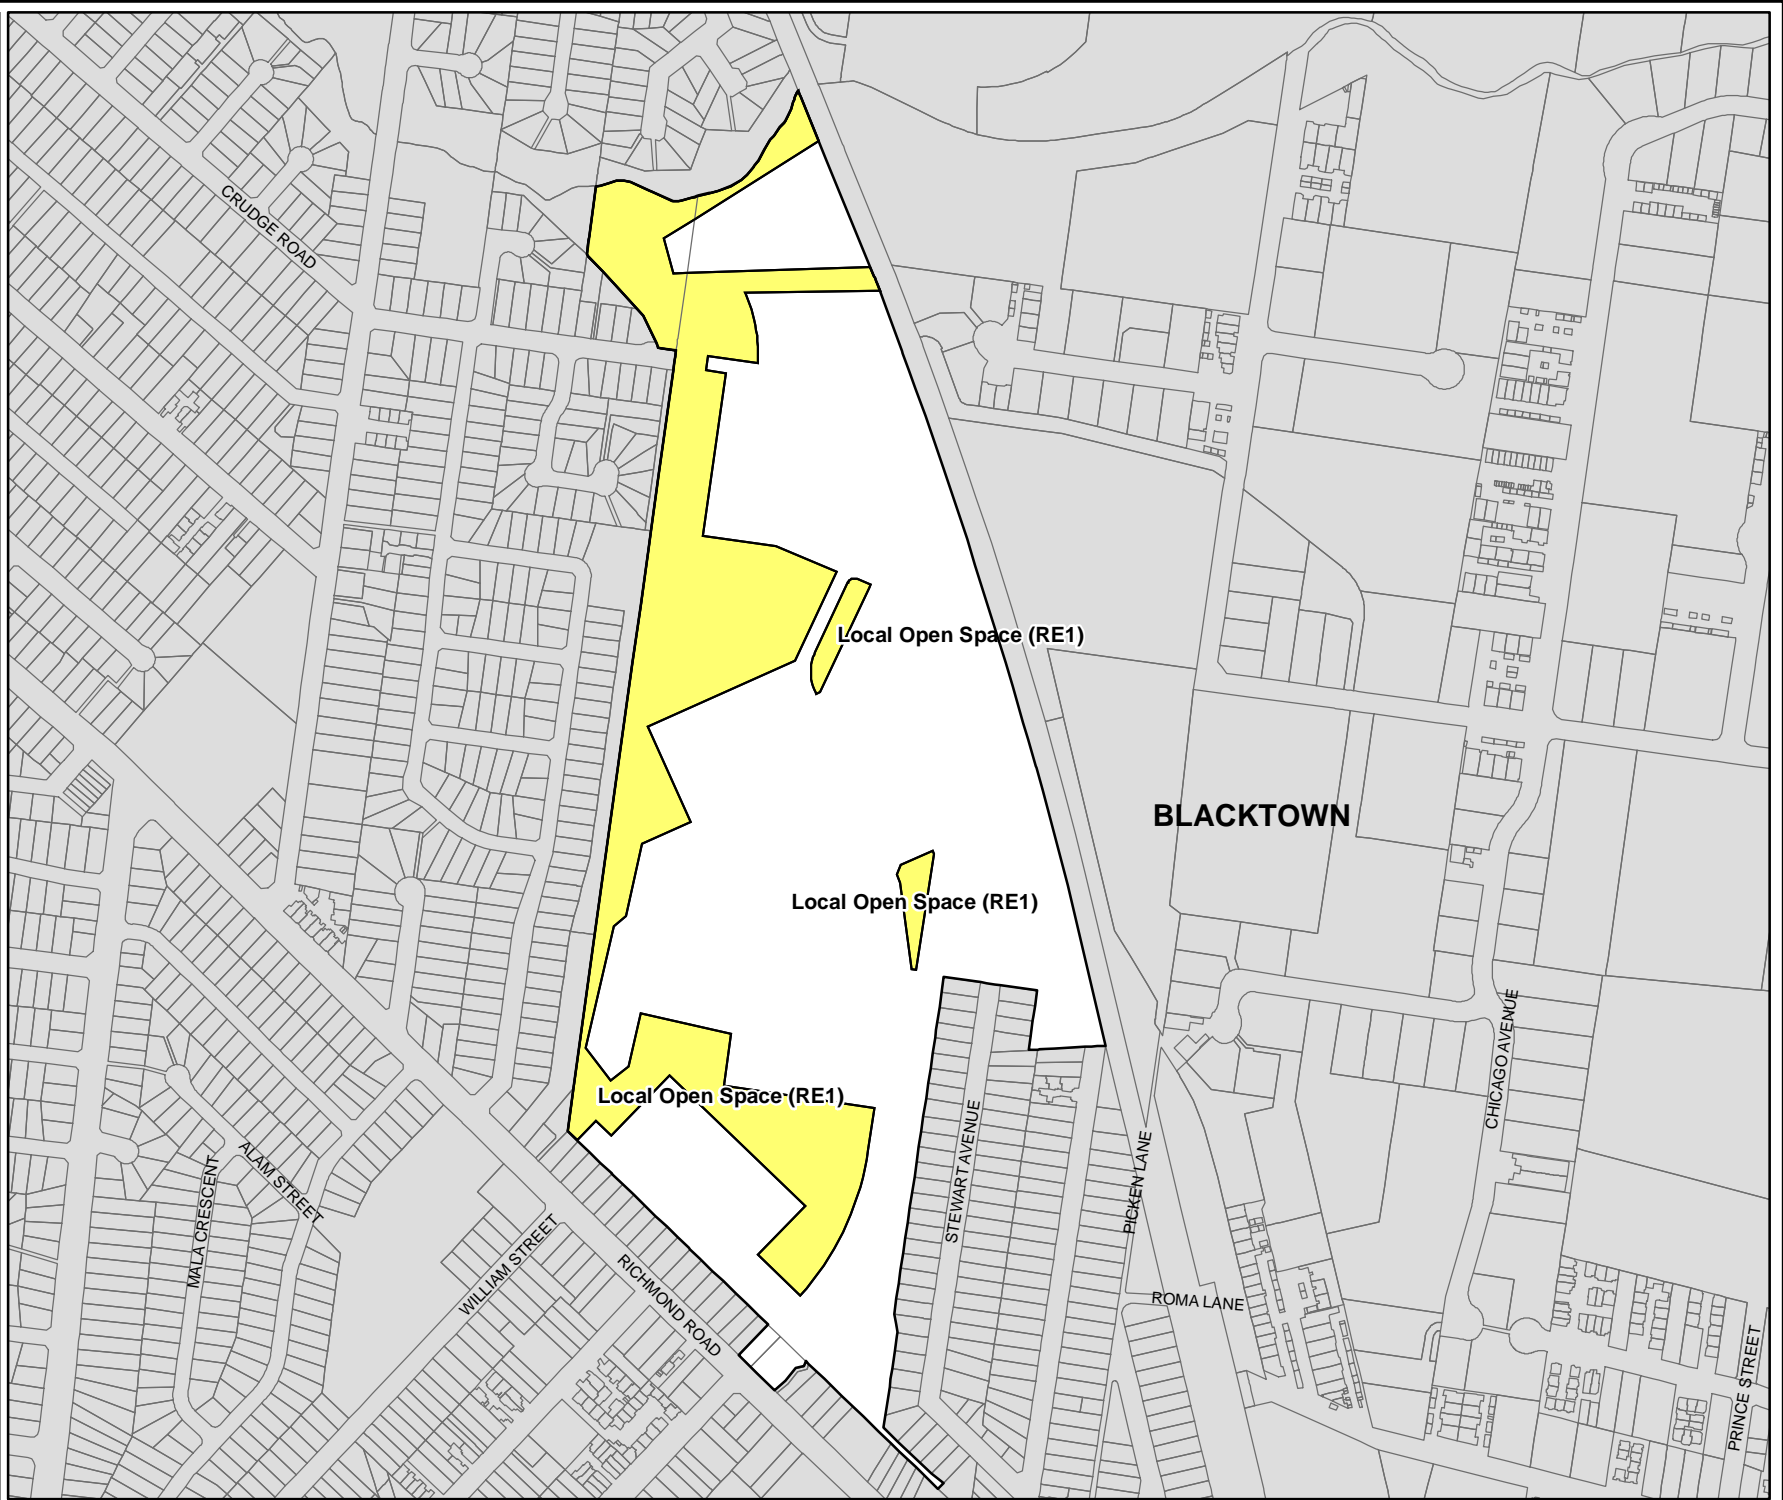 CRUDGE ROAD
Local Open Space (RE1)
BLACKTOWN
Local Open Space (RE1)
CHICAGO AVENUE
Local Open Space (RE1)
STEWART AVENUE
PICKEN LANE
ALAM STREET
MALA CRESCENT
WILLIAM STREET
RICHMOND ROAD
ROMA LANE
PRINCE STREET